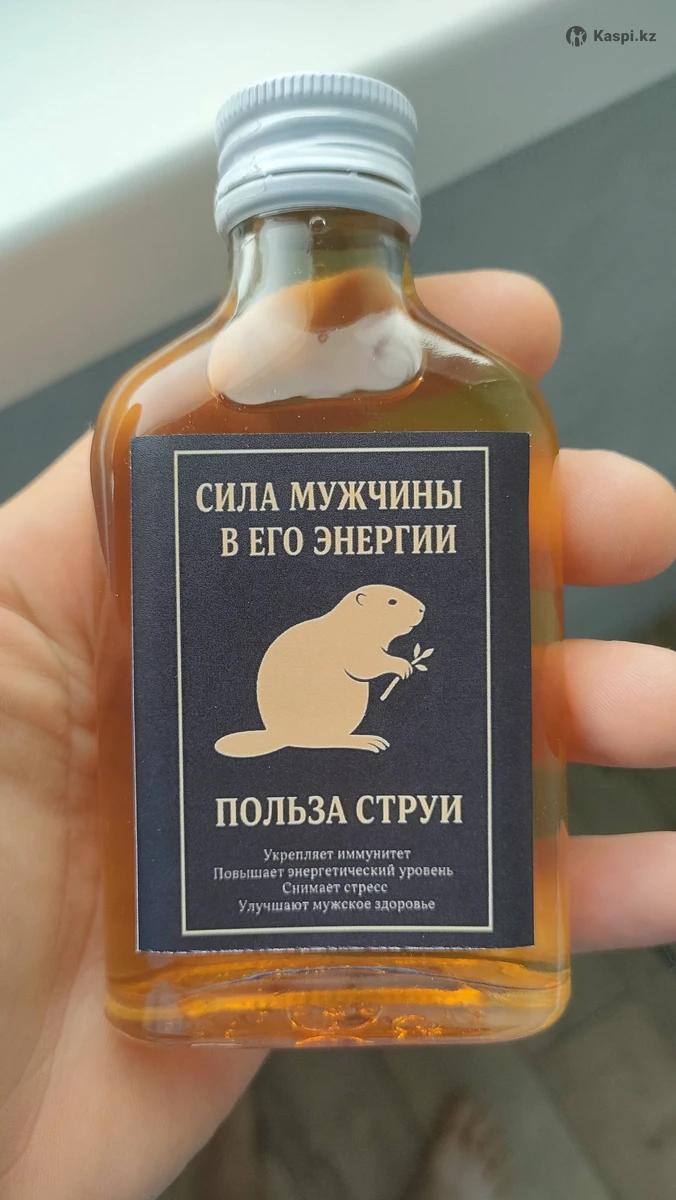 Kaspi.kz
СИЛА МУЖЧИНЫ
В ЕГО ЭНЕРГИИ
ПОЛЬЗА СТРУИ
Укрепляет иммунитет
Повышает энергетический уровень
Снимает стресс
Улучшают мужское здоровье